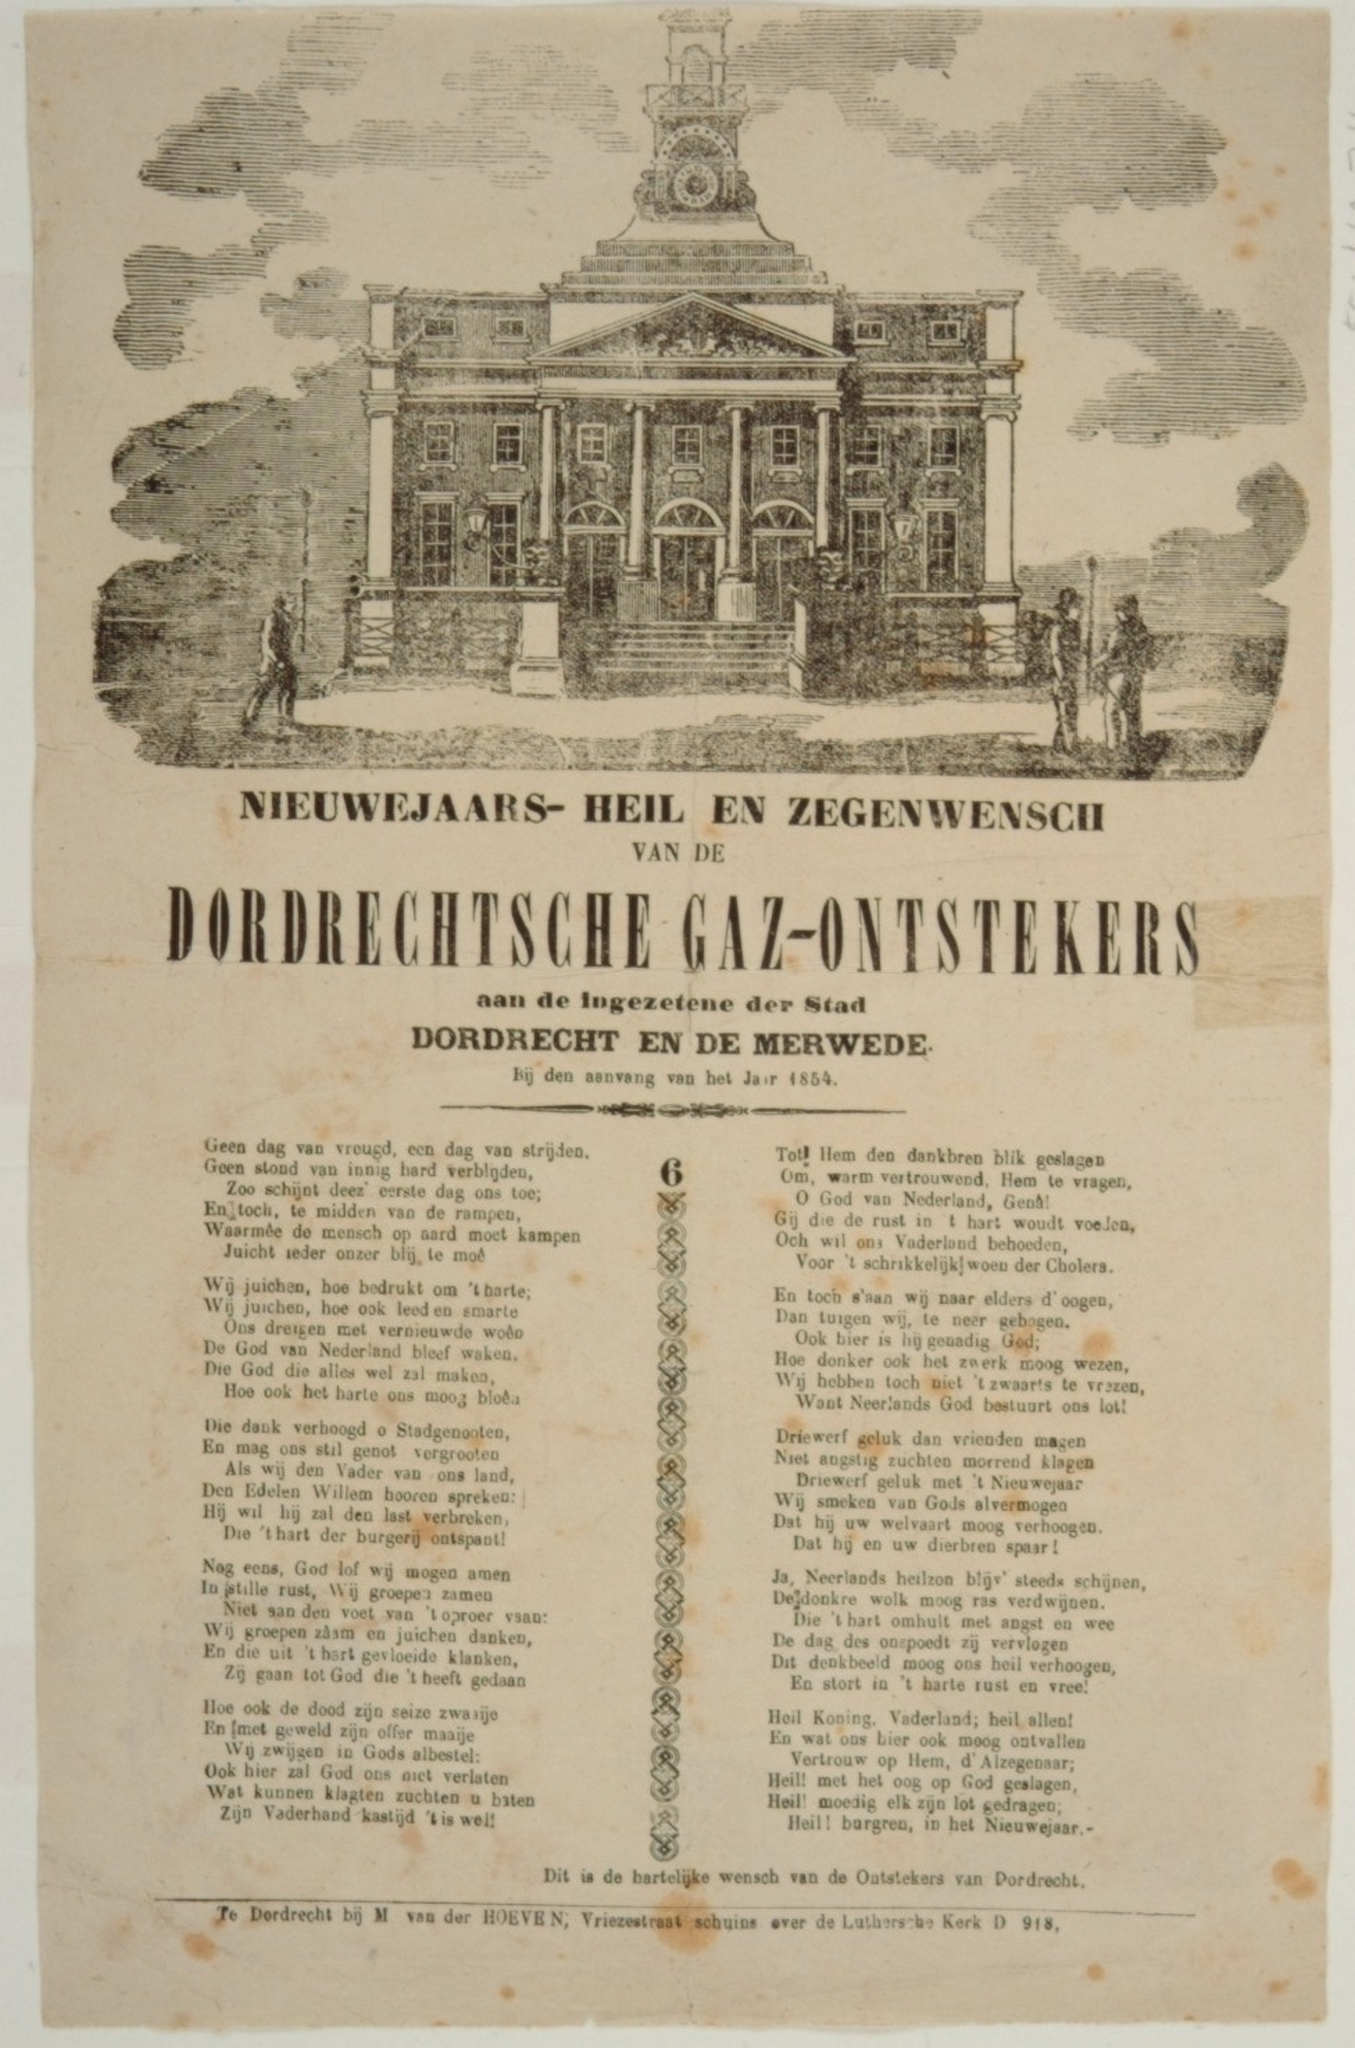 NIEUWEJAARS- HEIL EN ZEGENWENSCH
VAN DE
DORDRECHTSCHE GAZ-ONTSTEKERS
aan de Ingezetene der Stad
DORDRECHT EN DE MERWEDE.
Bij den aanvang van het Jaar 1854.
Geen dag van vreugd, een dag van strijden.
Geen stond van innig hard verblijden,
Zoo schijnt deez' eerste dag ons toe;
En toch, te midden van de rampen,
Waarmêe de mensch op aard moet kampen
Juicht ieder onzer blij te moê
Wij juichen, hoe bedrukt om 't harte;
Wij juichen, hoe ook leed en smarte
Ons dreigen met vernieuwde woên
De God van Nederland bleef waken.
Die God die alles wel zal maken,
Hoe ook het harte ons moog bloên
Die dank verhoogd o Stadgenooten,
En mag ons stil genot vergrooten
Als wij den Vader van ons land,
Den Edelen Willem hooren spreken:
Hij wil hij zal den last verbreken,
Die 't hart der burgerij ontspant!
Nog eens, God lof wij mogen amen
In stille rust, Wij groepen zamen
Niet aan den voet van 't oproer vaan:
Wij groepen zâam en juichen danken,
En die uit 't hart gevloeide klanken,
Zij gaan tot God die 't heeft gedaan
Hoe ook de dood zijn seize zwaaije
En met geweld zijn offer maaije
Wij zwijgen in Gods albestel:
Ook hier zal God ons niet verlaten
Wat kunnen klagten zuchten u baten
Zijn Vaderhand kastijd 't is wel!
6
Tot! Hem den dankbren blik geslagen
Om, warm vertrouwend, Hem te vragen,
O God van Nederland, Genâ!
Gij die de rust in 't hart woudt voeden,
Och wil ons Vaderland behoeden,
Voor 't schrikkelijk! woen der Cholera.
En toch s'aan wij naar elders d'oogen,
Dan tuigen wij, te neer gebogen.
Ook hier is hij genadig God;
Hoe donker ook het zwerk moog wezen,
Wij hebben toch niet 't zwaarts te vrezen,
Want Neerlands God bestuurt ons lot!
Driewerf geluk dan vrienden magen
Niet angstig zuchten morrend klagen
Driewerf geluk met 't Nieuwejaar
Wij smeken van Gods alvermogen
Dat hij uw welvaart moog verhoogen.
Dat hij en uw dierbren spaar!
Ja, Neerlands heilzon blijv' steeds schijnen,
De donkre wolk moog ras verdwijnen.
Die 't hart omhult met angst en wee
De dag des onspoedt zij vervlogen
Dit denkbeeld moog ons heil verhoogen,
En stort in 't harte rust en vree!
Heil Koning, Vaderland; heil allen!
En wat ons hier ook moog ontvallen
Vertrouw op Hem, d'Alzegenaar;
Heil! met het oog op God geslagen,
Heil! moedig elk zijn lot gedragen;
Heil! burgren, in het Nieuwejaar.-
Dit is de hartelijke wensch van de Ontstekers van Dordrecht.
Te Dordrecht bij M van der HOEVEN, Vriezestraat schuins over de Luthersche Kerk D 918,